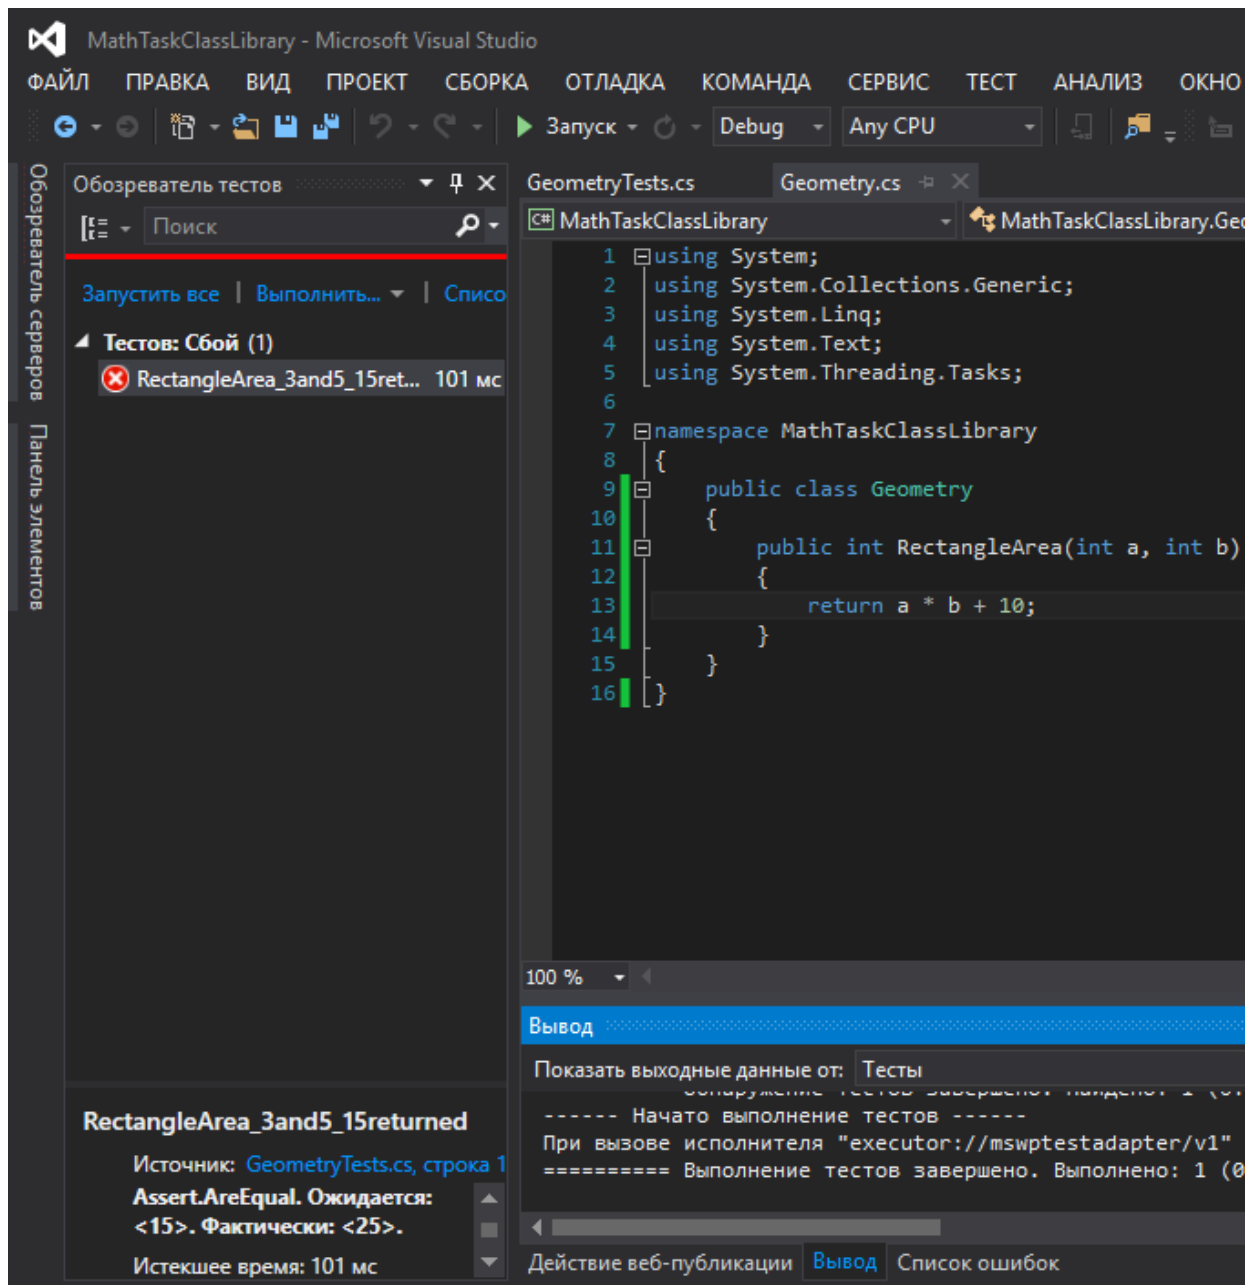 MathTaskClassLibrary - Microsoft Visual Studio
ФАЙЛ ПРАВКА ВИД ПРОЕКТ СБОРКА ОТЛАДКА КОМАНДА СЕРВИС ТЕСТ АНАЛИЗ ОКНО
Запуск Debug Any CPU
Обозреватель серверов
Панель элементов
Обозреватель тестов
Поиск
Запустить все | Выполнить... | Списо
Тестов: Сбой (1)
RectangleArea_3and5_15ret... 101 мс
RectangleArea_3and5_15returned
Источник: GeometryTests.cs, строка 1
Assert.AreEqual. Ожидается:
<15>. Фактически: <25>.
Истекшее время: 101 мс
GeometryTests.cs Geometry.cs
C# MathTaskClassLibrary MathTaskClassLibrary.Geo
1 using System;
2 using System.Collections.Generic;
3 using System.Linq;
4 using System.Text;
5 using System.Threading.Tasks;
6
7 namespace MathTaskClassLibrary
8 {
9 public class Geometry
10 {
11 public int RectangleArea(int a, int b)
12 {
13 return a * b + 10;
14 }
15 }
16 }
100 %
Вывод
Показать выходные данные от: Тесты
------ Начато выполнение тестов ------
При вызове исполнителя "executor://mswptestadapter/v1"
========== Выполнение тестов завершено. Выполнено: 1 (0
Действие веб-публикации Вывод Список ошибок